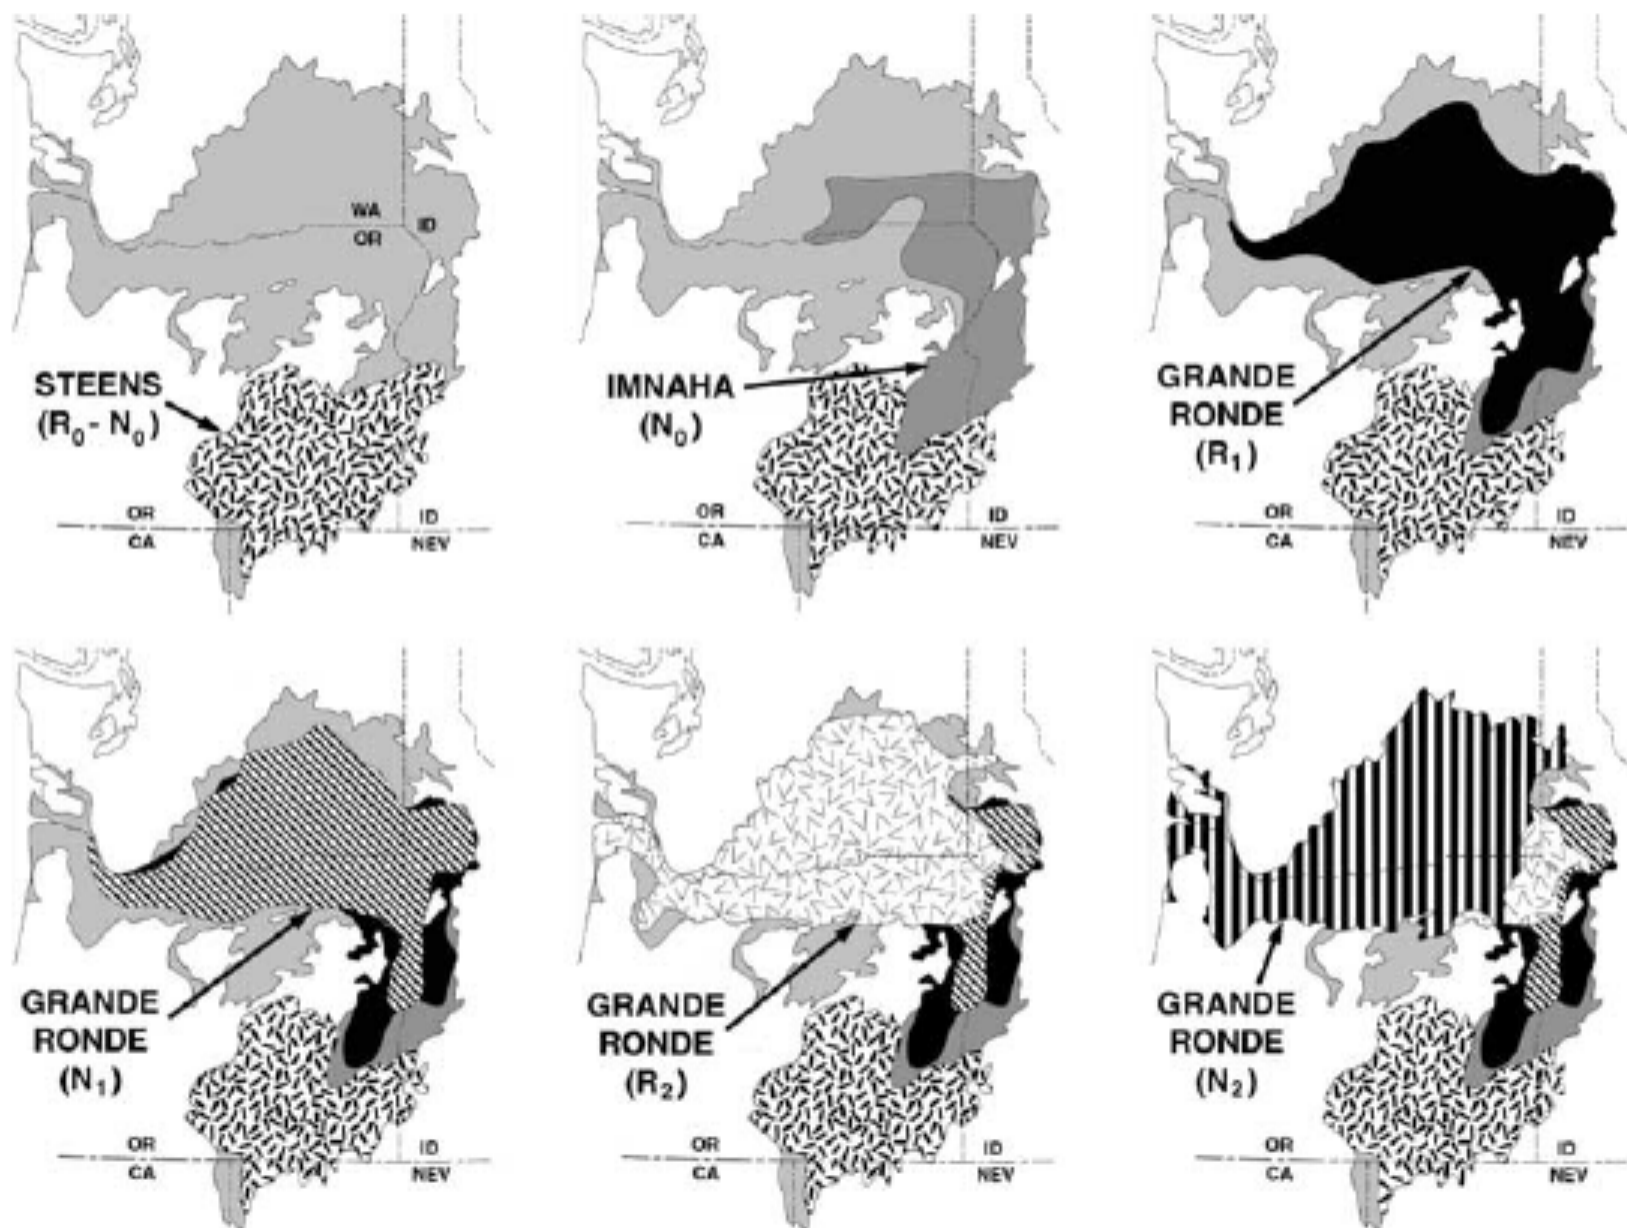 WA
OR
ID
STEENS
(R₀ - N₀)
OR
ID
CA
NEV
IMNAHA
(N₀)
OR
ID
CA
NEV
GRANDE
RONDE
(R₁)
OR
ID
CA
NEV
GRANDE
RONDE
(N₁)
OR
ID
CA
NEV
GRANDE
RONDE
(R₂)
OR
ID
CA
NEV
GRANDE
RONDE
(N₂)
OR
ID
CA
NEV